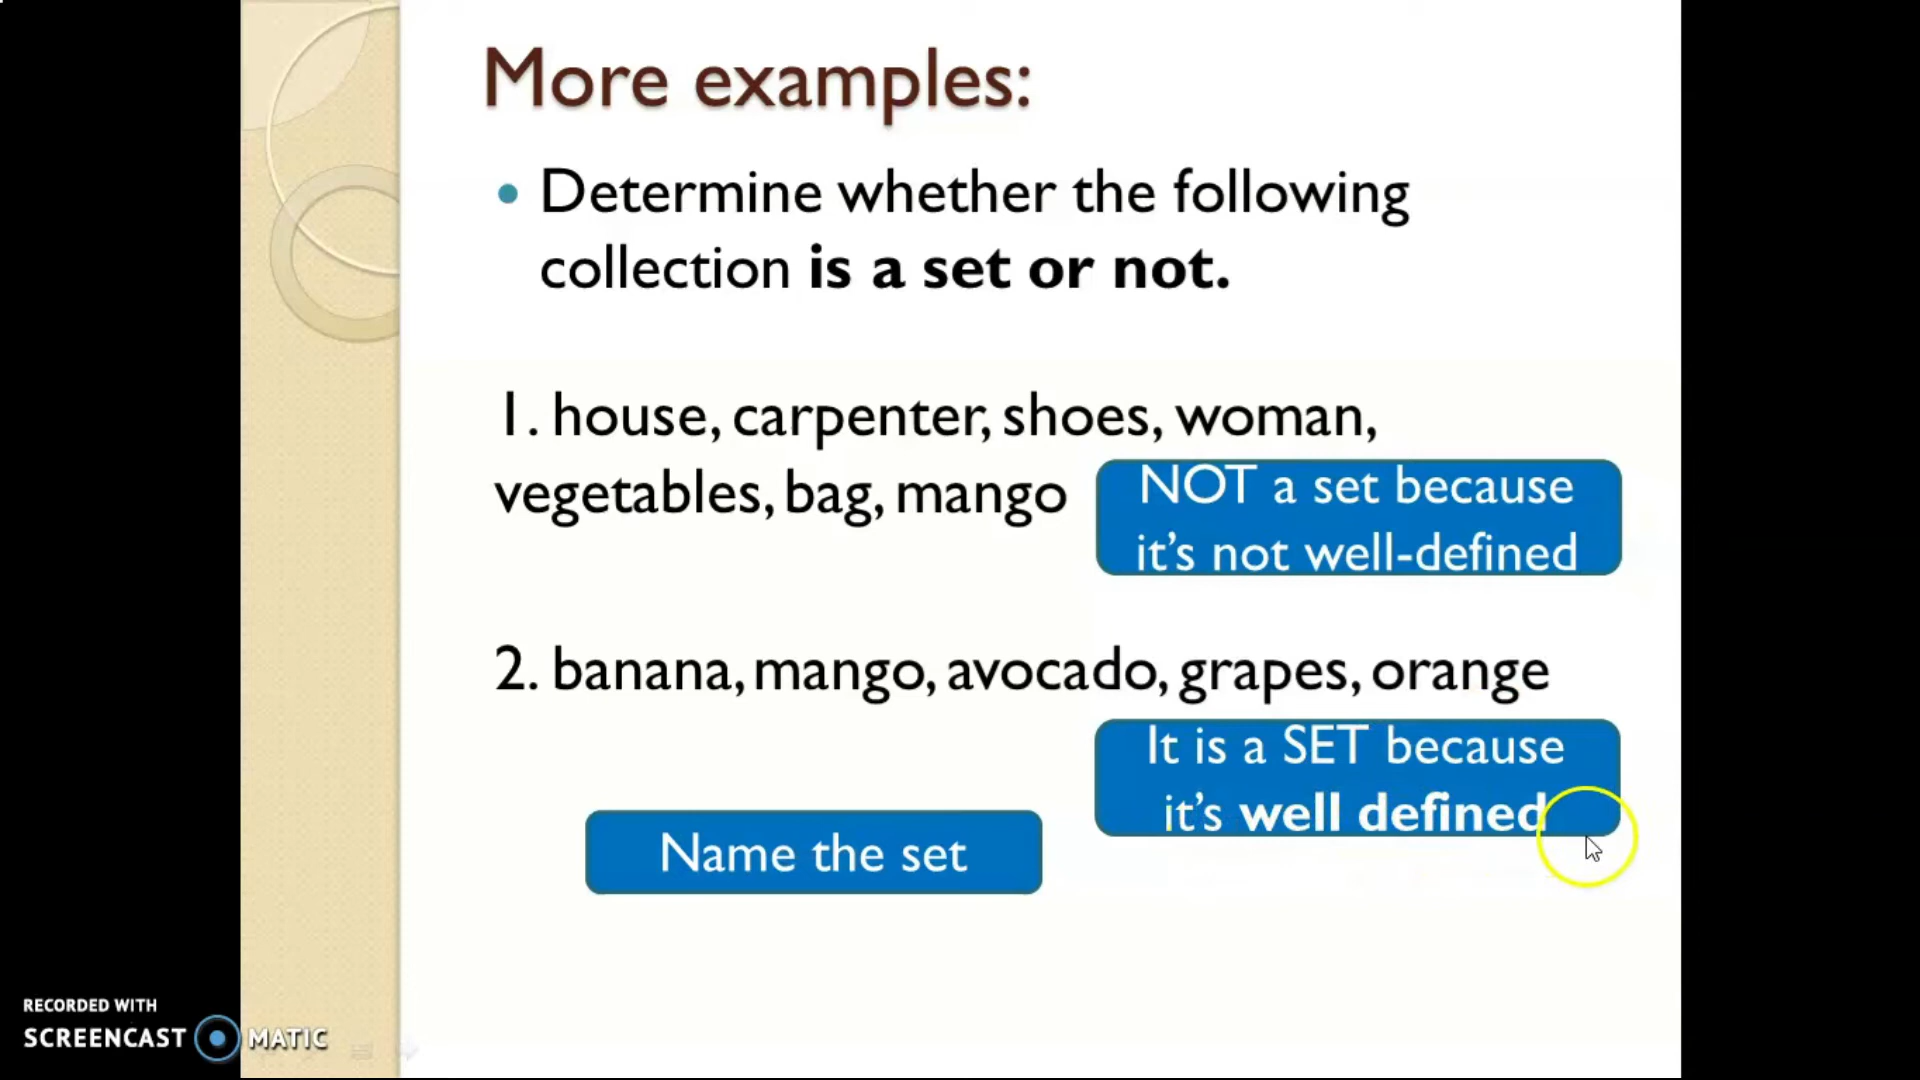 More examples:
Determine whether the following
collection is a set or not.
1. house, carpenter, shoes, woman,
vegetables, bag, mango
NOT a set because
it's not well-defined
2. banana, mango, avocado, grapes, orange
It is a SET because
it's well defined
Name the set
RECORDED WITH
SCREENCAST MATIC